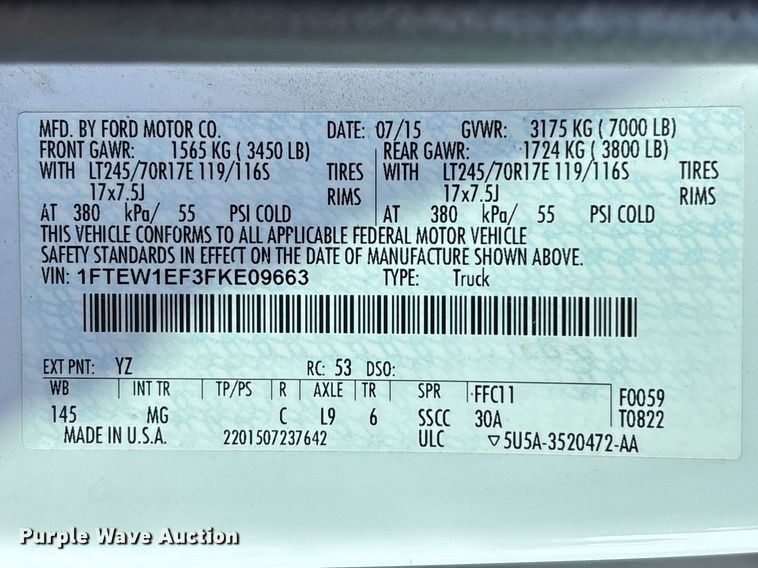 MFD. BY FORD MOTOR CO. DATE: 07/15 GVWR: 3175 KG ( 7000 LB)
FRONT GAWR: 1565 KG ( 3450 LB) REAR GAWR: 1724 KG ( 3800 LB)
WITH LT245/70R17E 119/116S TIRES WITH LT245/70R17E 119/116S TIRES
17x7.5J RIMS 17x7.5J RIMS
AT 380 kPa/ 55 PSI COLD AT 380 kPa/ 55 PSI COLD
THIS VEHICLE CONFORMS TO ALL APPLICABLE FEDERAL MOTOR VEHICLE
SAFETY STANDARDS IN EFFECT ON THE DATE OF MANUFACTURE SHOWN ABOVE.
VIN: 1FTEW1EF3FKE09663 TYPE: Truck
EXT PNT: YZ RC: 53 DSO:
WB INT TR TP/PS R AXLE TR SPR FFC11 F0059
145 MG C L9 6 SSCC 30A T0822
MADE IN U.S.A. 2201507237642 ULC ▽5U5A-3520472-AA
Purple Wave Auction